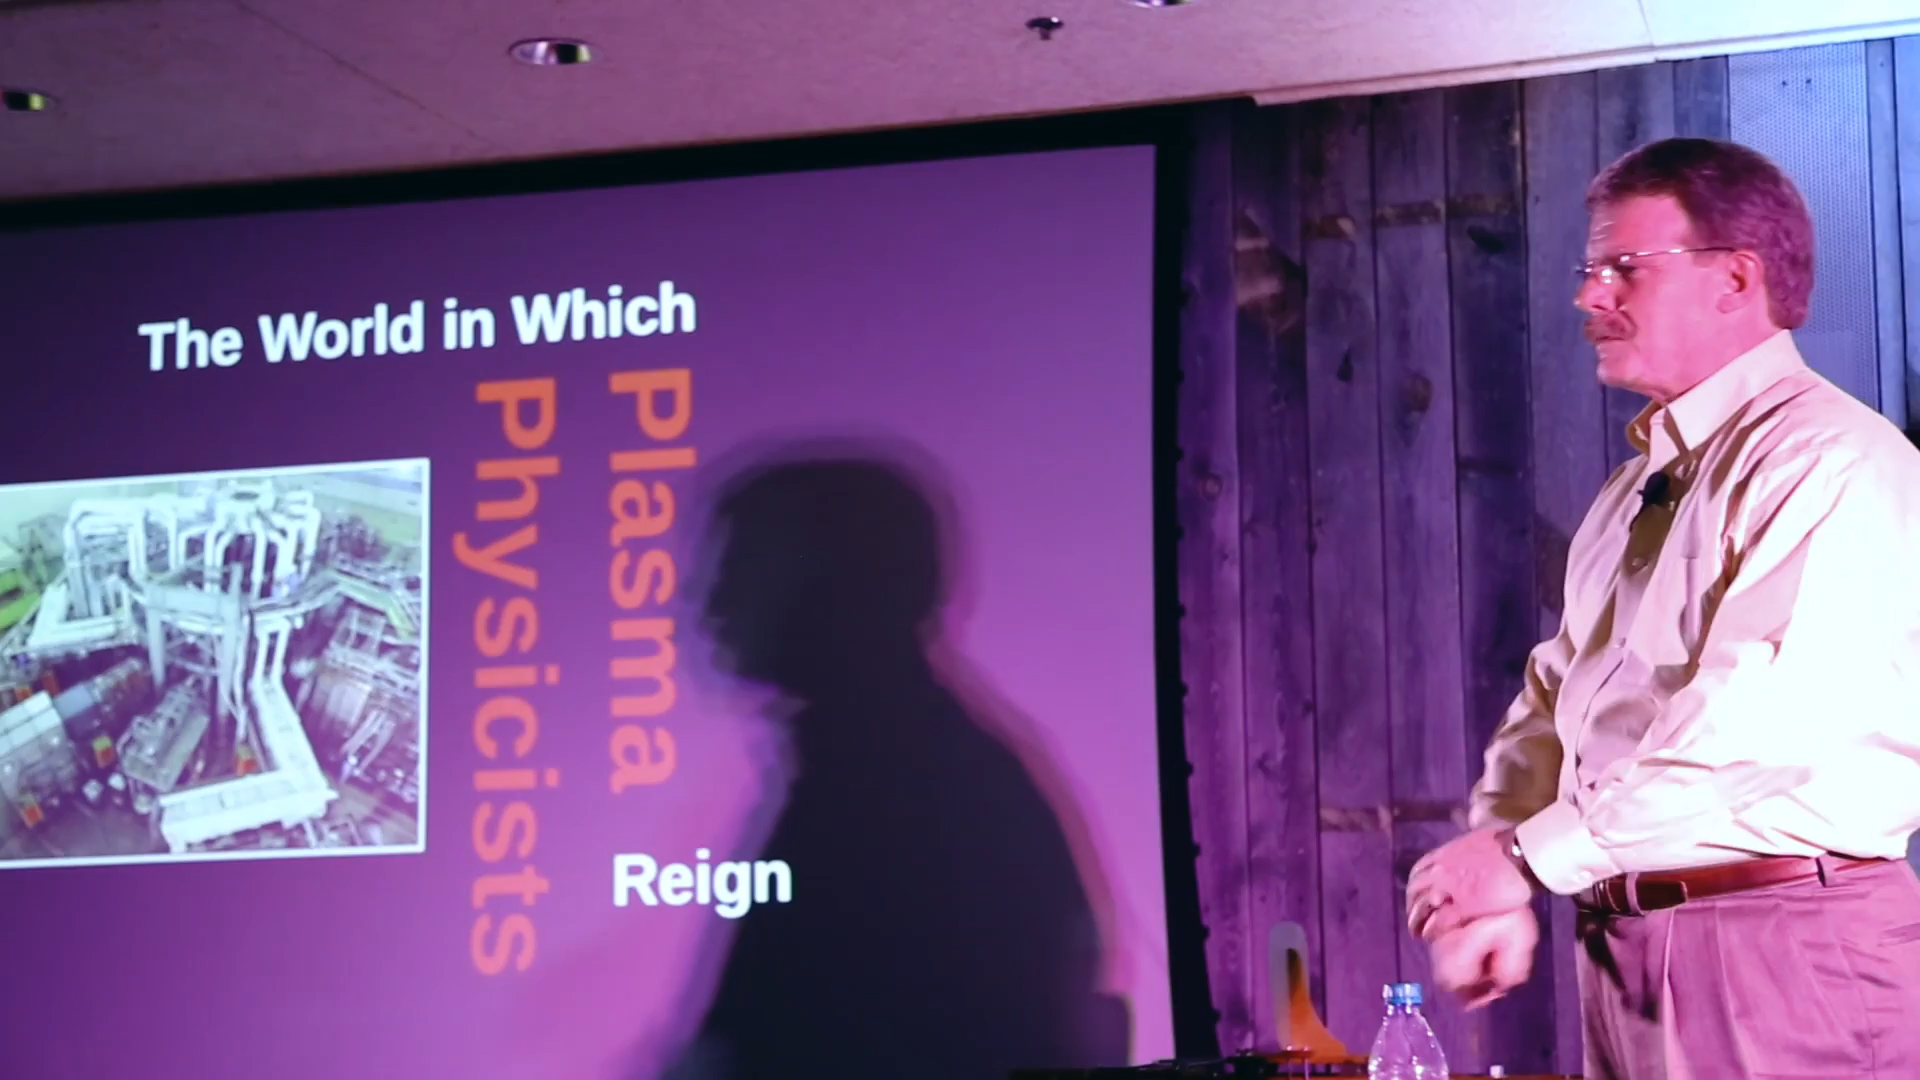 The World in Which
Plasma
Physicists
Reign